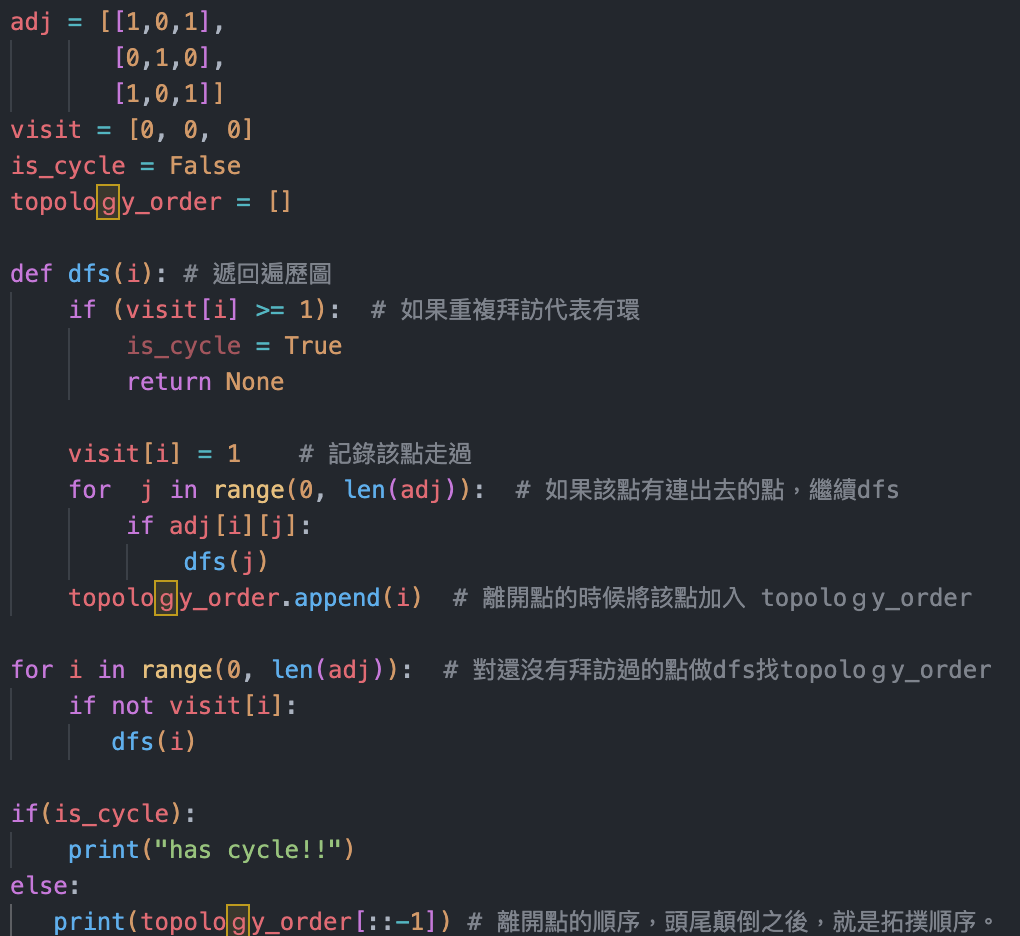 adj = [[1,0,1],
       [0,1,0],
       [1,0,1]]
visit = [0, 0, 0]
is_cycle = False
topoloｇy_order = []
def dfs(i): # 遞回遍歷圖
    if (visit[i] >= 1):  # 如果重複拜訪代表有環
        is_cycle = True
        return None
    visit[i] = 1    # 記錄該點走過
    for  j in range(0, len(adj)):  # 如果該點有連出去的點，繼續dfs
        if adj[i][j]:
            dfs(j)
    topoloｇy_order.append(i)  # 離開點的時候將該點加入 topoloｇy_order
for i in range(0, len(adj)):  # 對還沒有拜訪過的點做dfs找topoloｇy_order
    if not visit[i]:
       dfs(i)
if(is_cycle):
    print("has cycle!!")
else:
   print(topoloｇy_order[::-1]) # 離開點的順序，頭尾顛倒之後，就是拓撲順序。